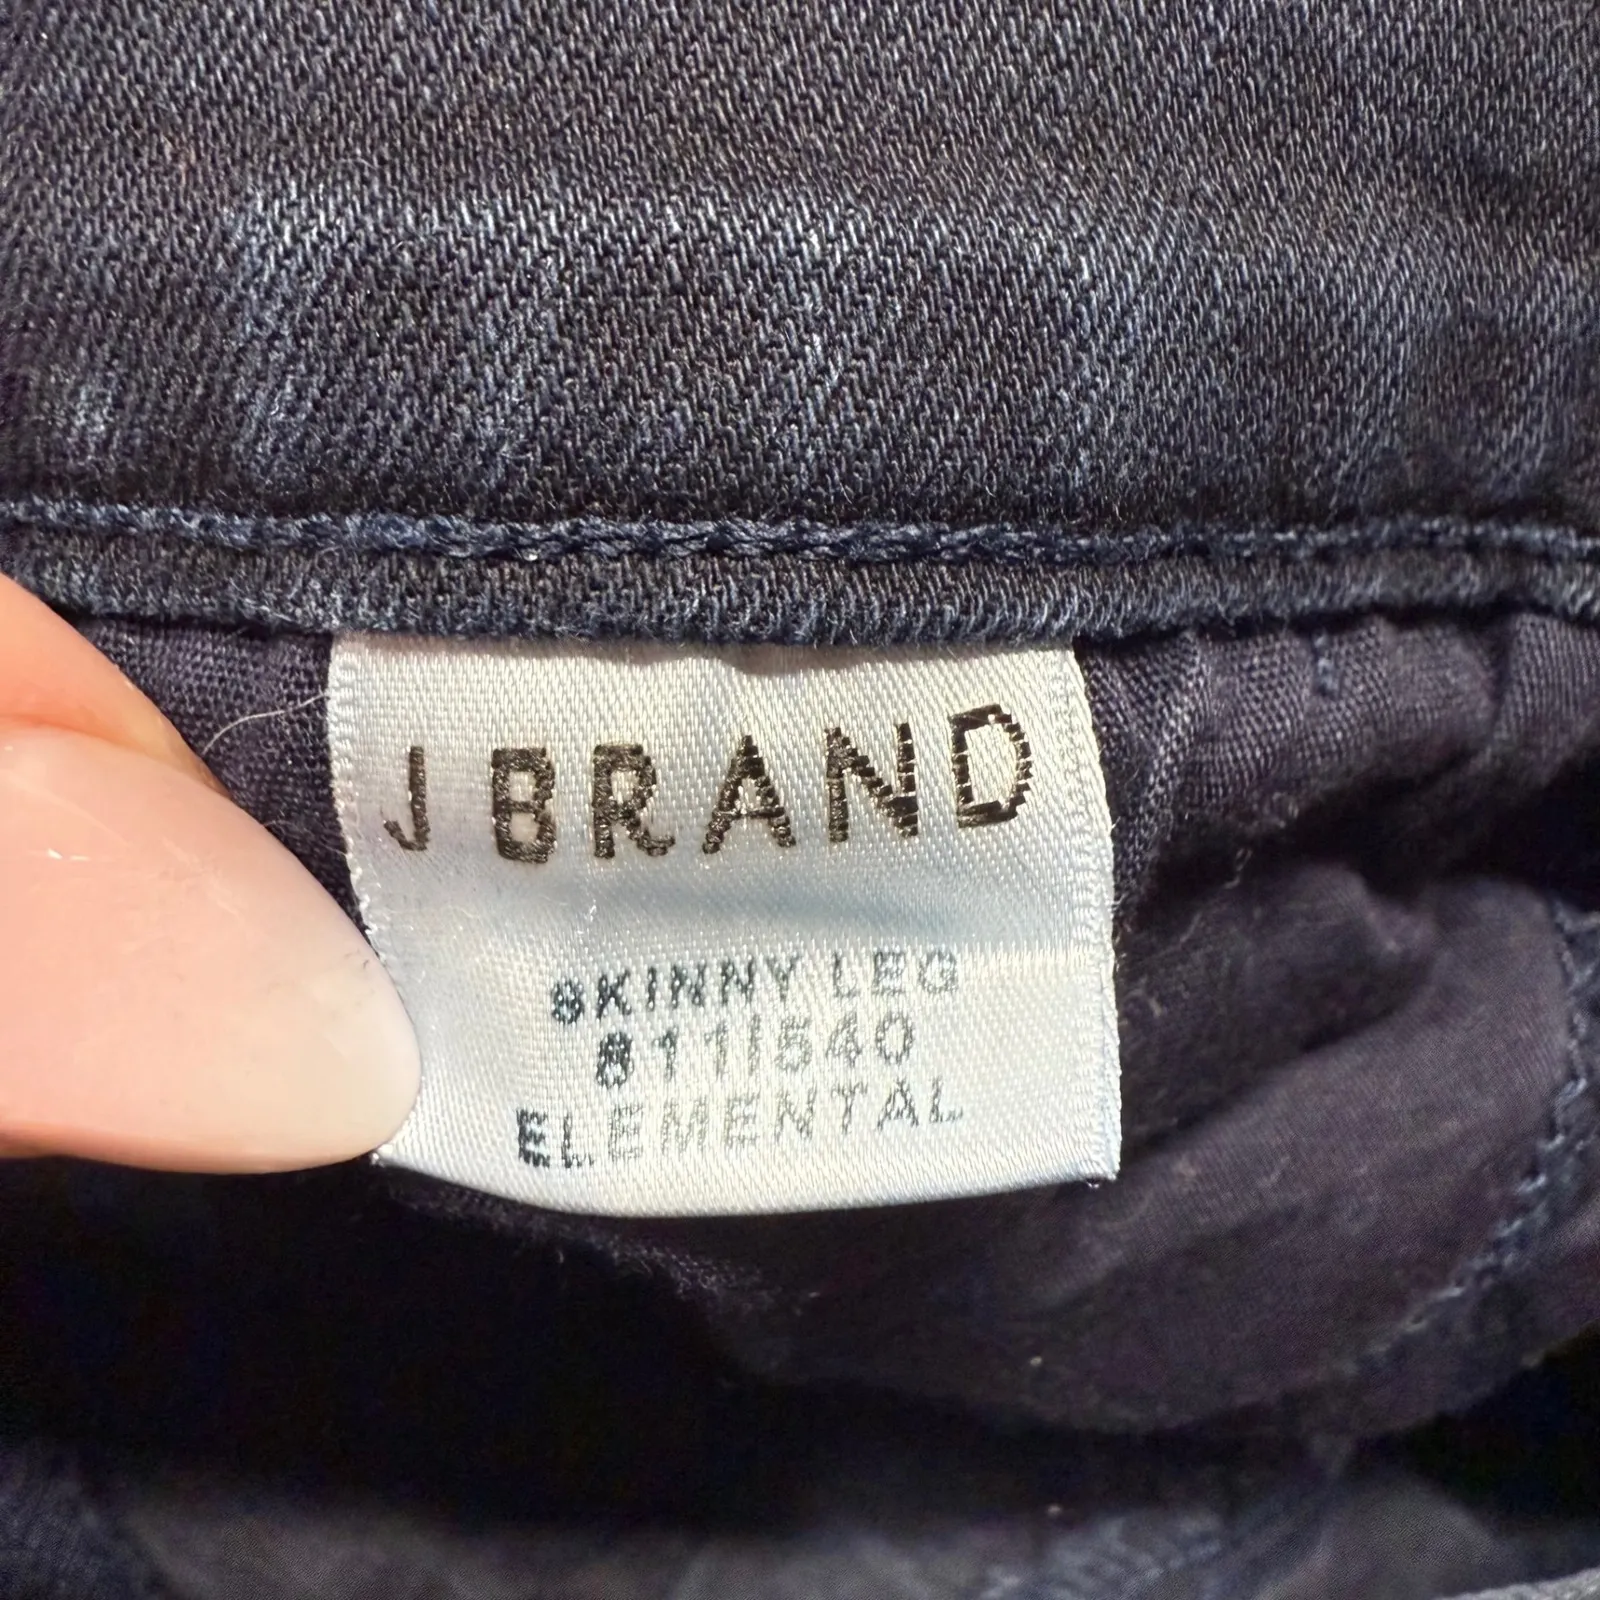 J BRAND
SKINNY LEG
811I540
ELEMENTAL